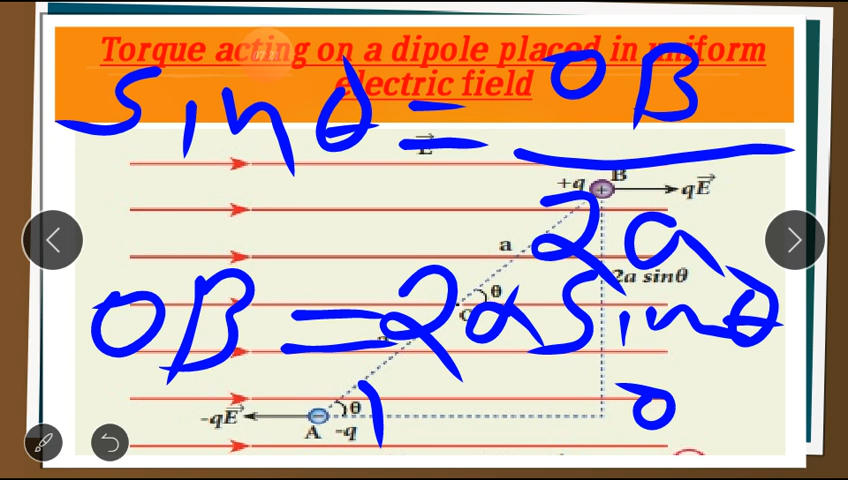 Torque acting on a dipole placed in uniform
electric field
sinθ = OB
2a
OB = 2a sinθ
+q
B
qE⃗
a
2a sinθ
θ
θ
-qE⃗
A -q
O